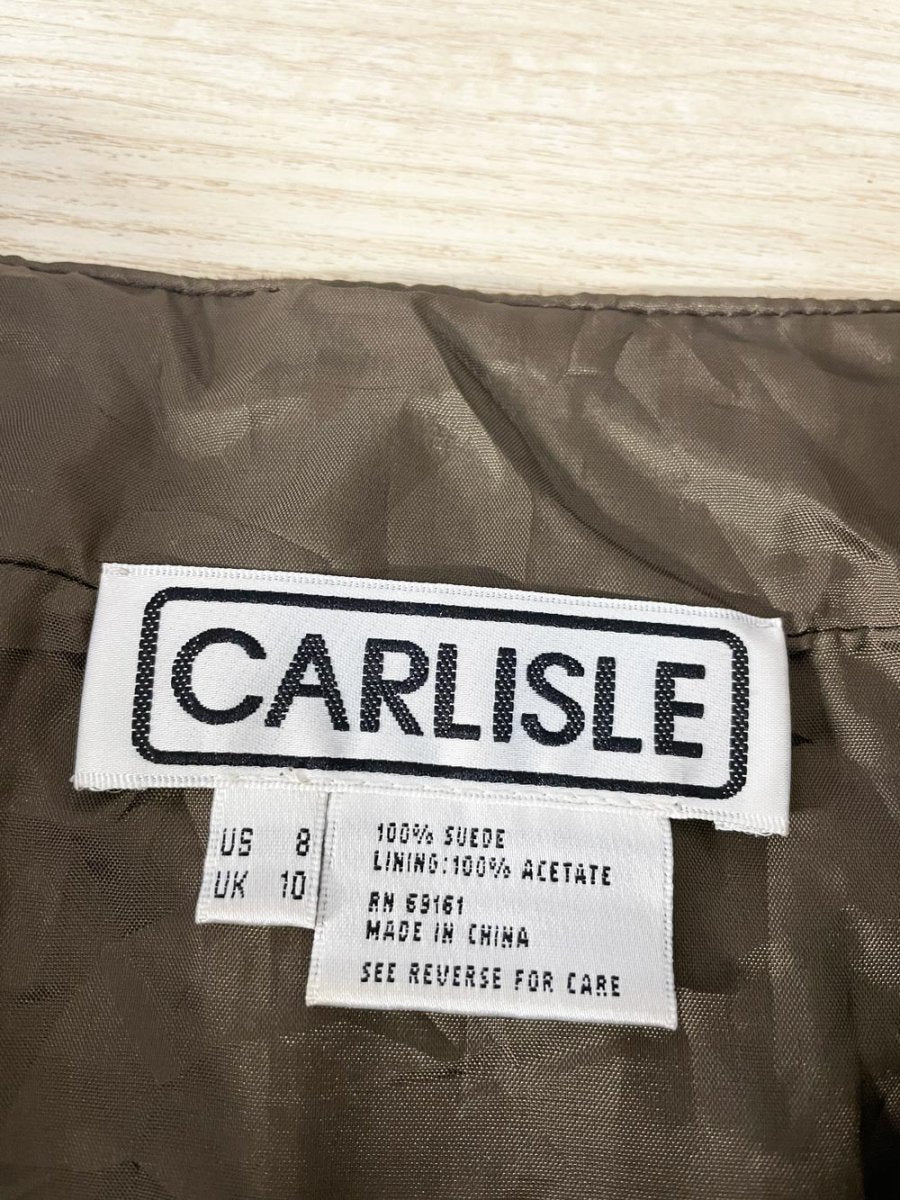 CARLISLE
US 8
UK 10
100% SUEDE
LINING:100% ACETATE
RN 69161
MADE IN CHINA
SEE REVERSE FOR CARE